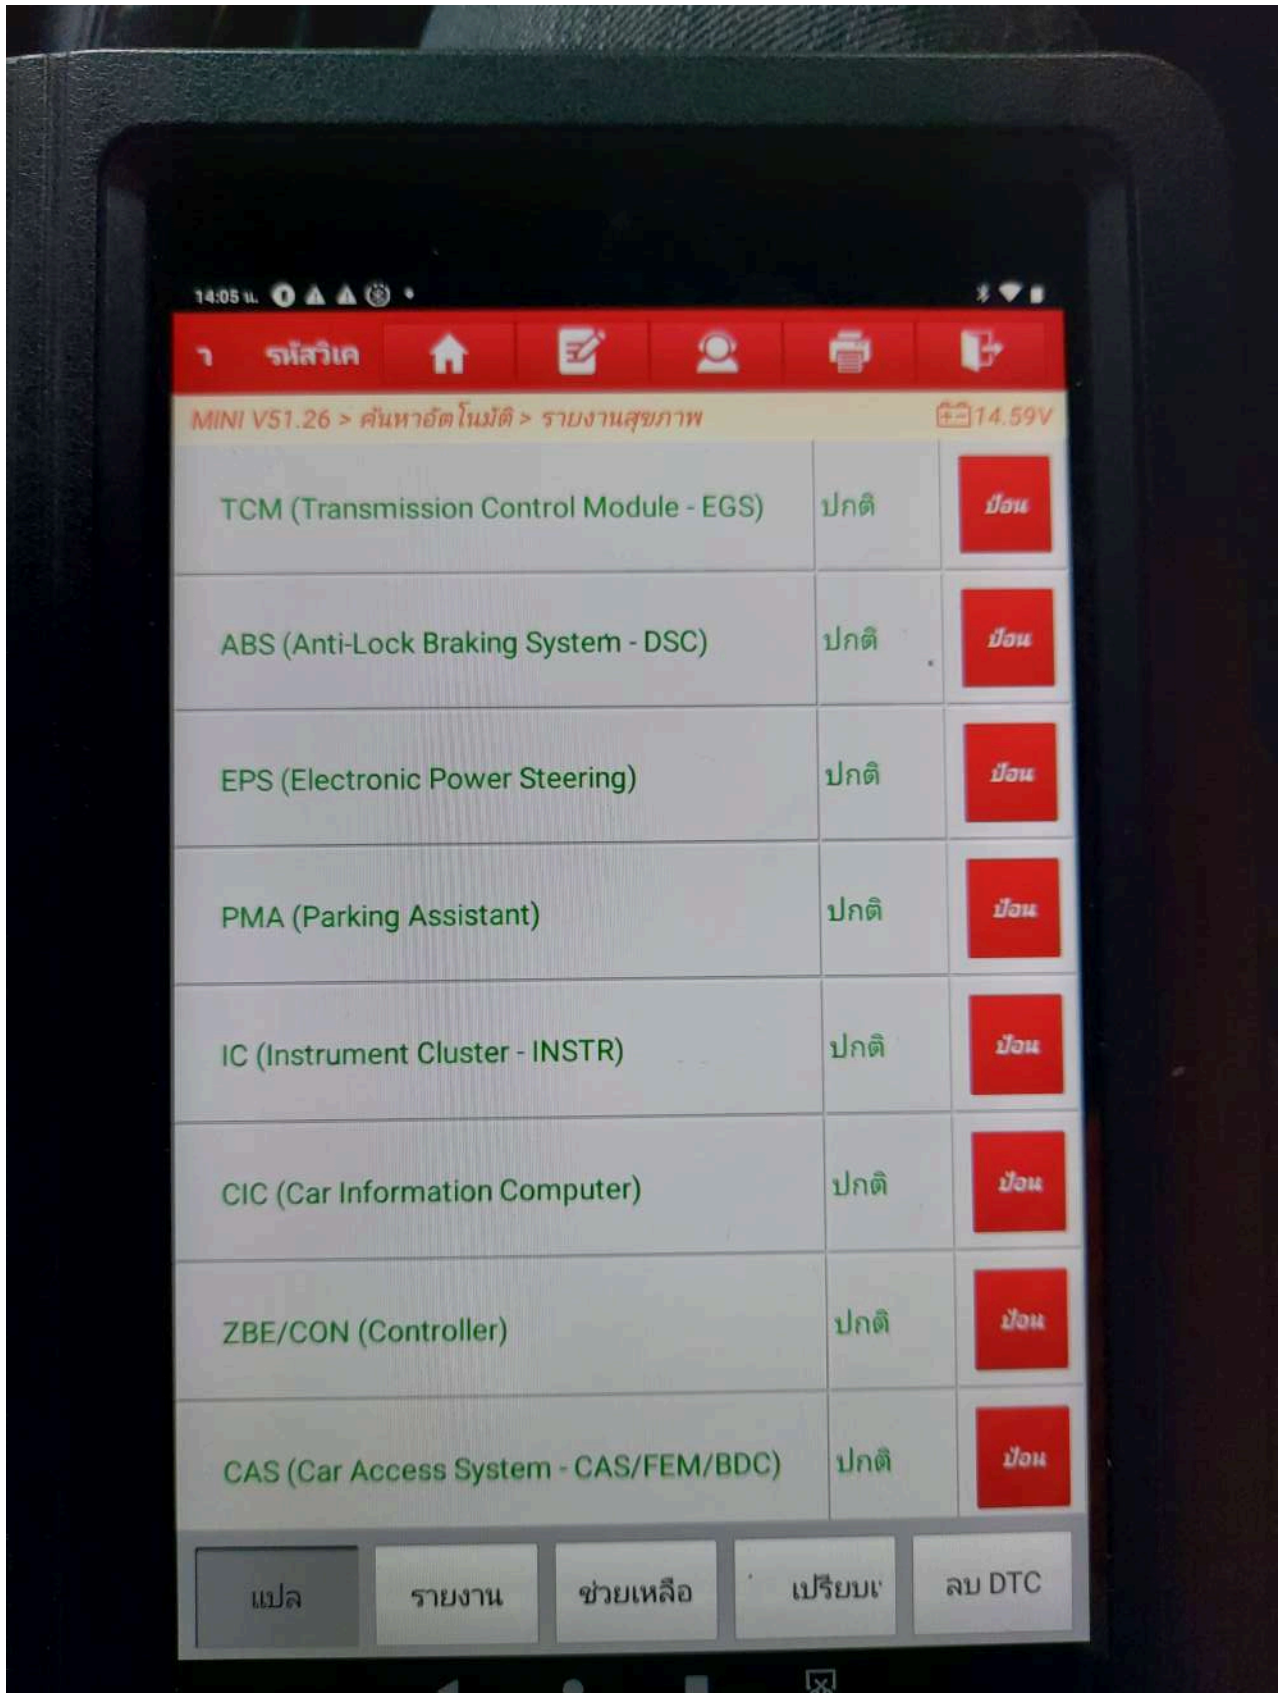 14:05 น.
ว รหัสวิเค
MINI V51.26 > ค้นหาอัตโนมัติ > รายงานสุขภาพ 14.59V
TCM (Transmission Control Module - EGS) ปกติ ป้อน
ABS (Anti-Lock Braking System - DSC) ปกติ ป้อน
EPS (Electronic Power Steering) ปกติ ป้อน
PMA (Parking Assistant) ปกติ ป้อน
IC (Instrument Cluster - INSTR) ปกติ ป้อน
CIC (Car Information Computer) ปกติ ป้อน
ZBE/CON (Controller) ปกติ ป้อน
CAS (Car Access System - CAS/FEM/BDC) ปกติ ป้อน
แปล รายงาน ช่วยเหลือ เปรียบเ ลบ DTC